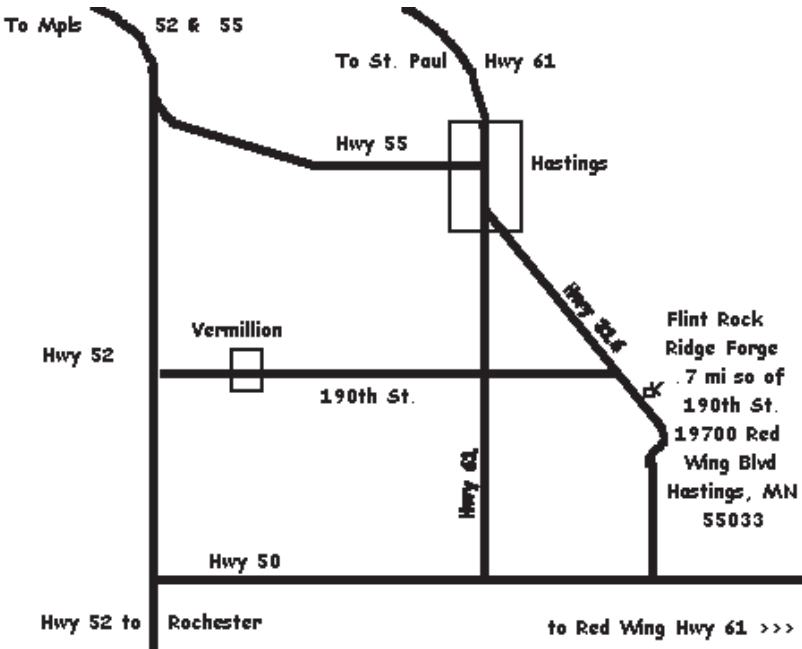 To Mpls
52 & 55
To St. Paul
Hwy 61
Hwy 55
Hastings
Vermillion
Hwy 52
190th St.
Flint Rock
Ridge Forge
.7 mi so of
190th St.
19700 Red
Wing Blvd
Hastings, MN
55033
Hwy 61
Hwy 50
Hwy 52 to Rochester
to Red Wing Hwy 61 >>>